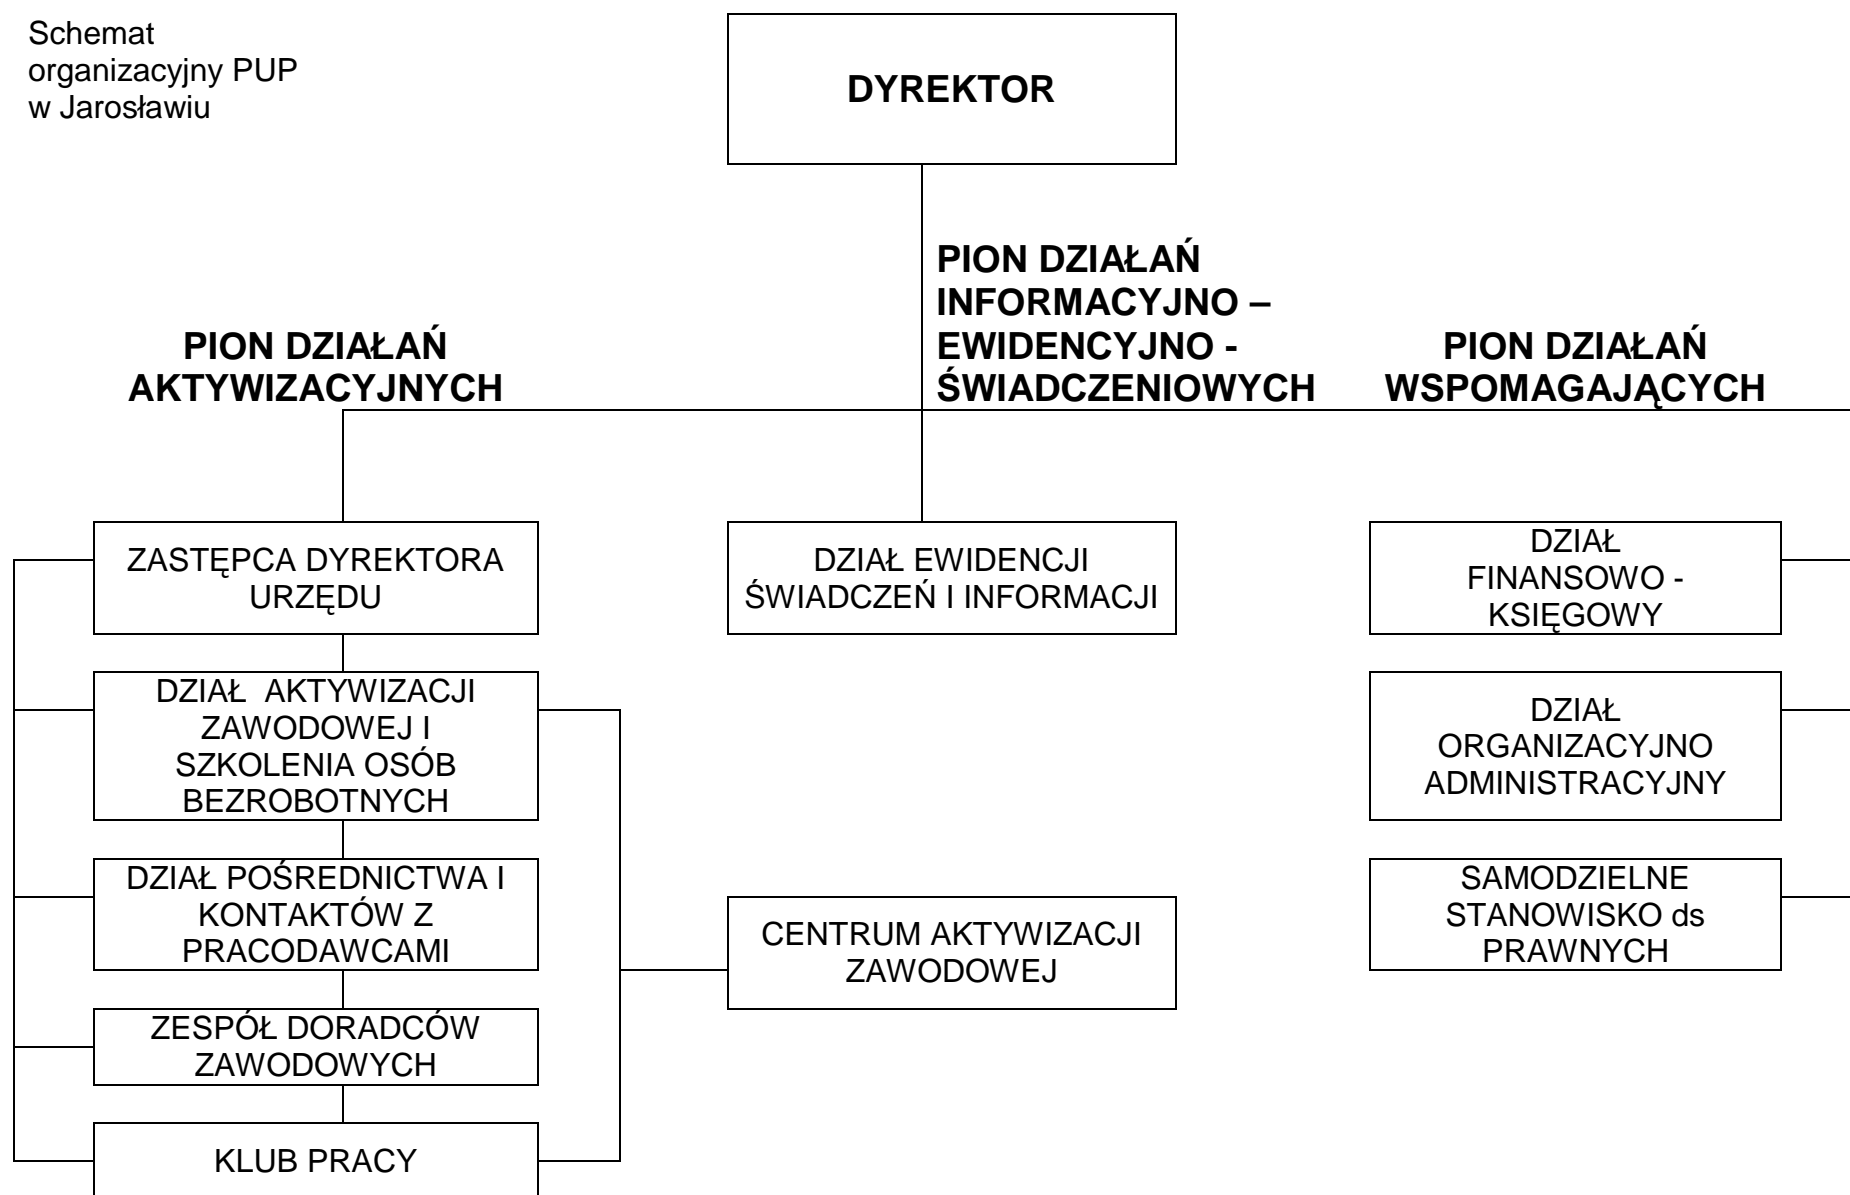 Schemat
organizacyjny PUP
w Jarosławiu
DYREKTOR
PION DZIAŁAŃ
AKTYWIZACYJNYCH
PION DZIAŁAŃ
INFORMACYJNO –
EWIDENCYJNO -
ŚWIADCZENIOWYCH
PION DZIAŁAŃ
WSPOMAGAJĄCYCH
ZASTĘPCA DYREKTORA
URZĘDU
DZIAŁ EWIDENCJI
ŚWIADCZEŃ I INFORMACJI
DZIAŁ
FINANSOWO -
KSIĘGOWY
DZIAŁ  AKTYWIZACJI
ZAWODOWEJ I
SZKOLENIA OSÓB
BEZROBOTNYCH
DZIAŁ
ORGANIZACYJNO
ADMINISTRACYJNY
DZIAŁ POŚREDNICTWA I
KONTAKTÓW Z
PRACODAWCAMI
CENTRUM AKTYWIZACJI
ZAWODOWEJ
SAMODZIELNE
STANOWISKO ds
PRAWNYCH
ZESPÓŁ DORADCÓW
ZAWODOWYCH
KLUB PRACY